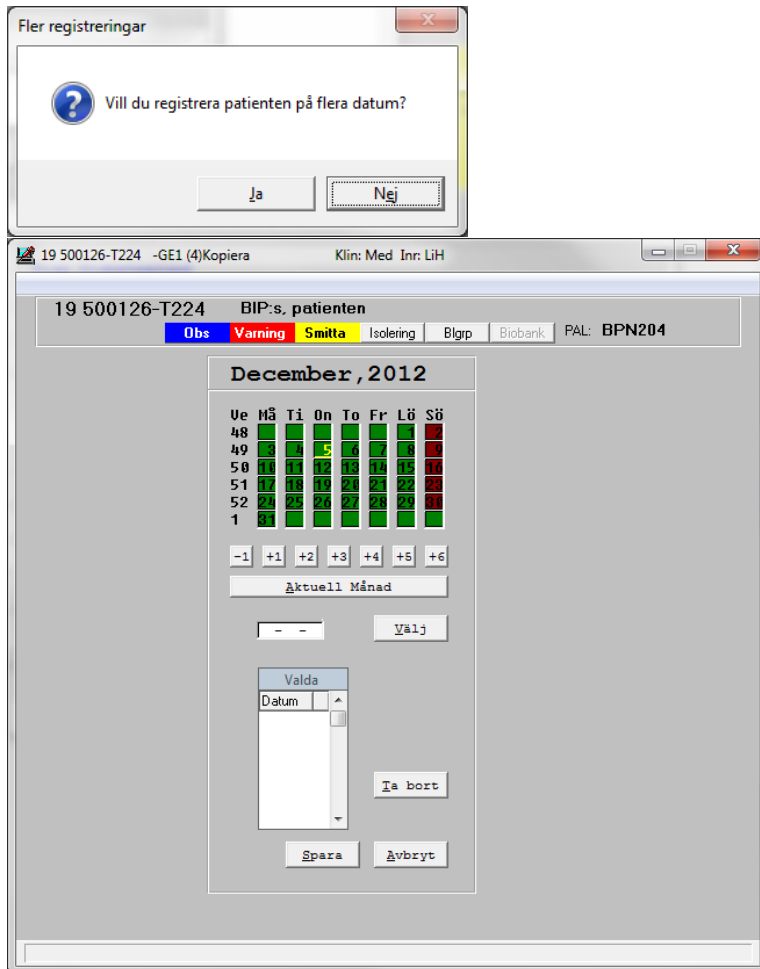 Fler registreringar
Vill du registrera patienten på flera datum?
Ja Nej
19 500126-T224 -GE1 (4)Kopiera Klin: Med Inr: LiH
19 500126-T224 BIP:s, patienten
Obs Varning Smitta Isolering Blgrp Biobank PAL: BPN204
December,2012
Ve Må Ti On To Fr Lö Sö
48 1 2
49 3 4 5 6 7 8 9
50 10 11 12 13 14 15 16
51 17 18 19 20 21 22 23
52 24 25 26 27 28 29 30
1 31
-1 +1 +2 +3 +4 +5 +6
Aktuell Månad
- - Välj
Valda
Datum
Ta bort
Spara Avbryt